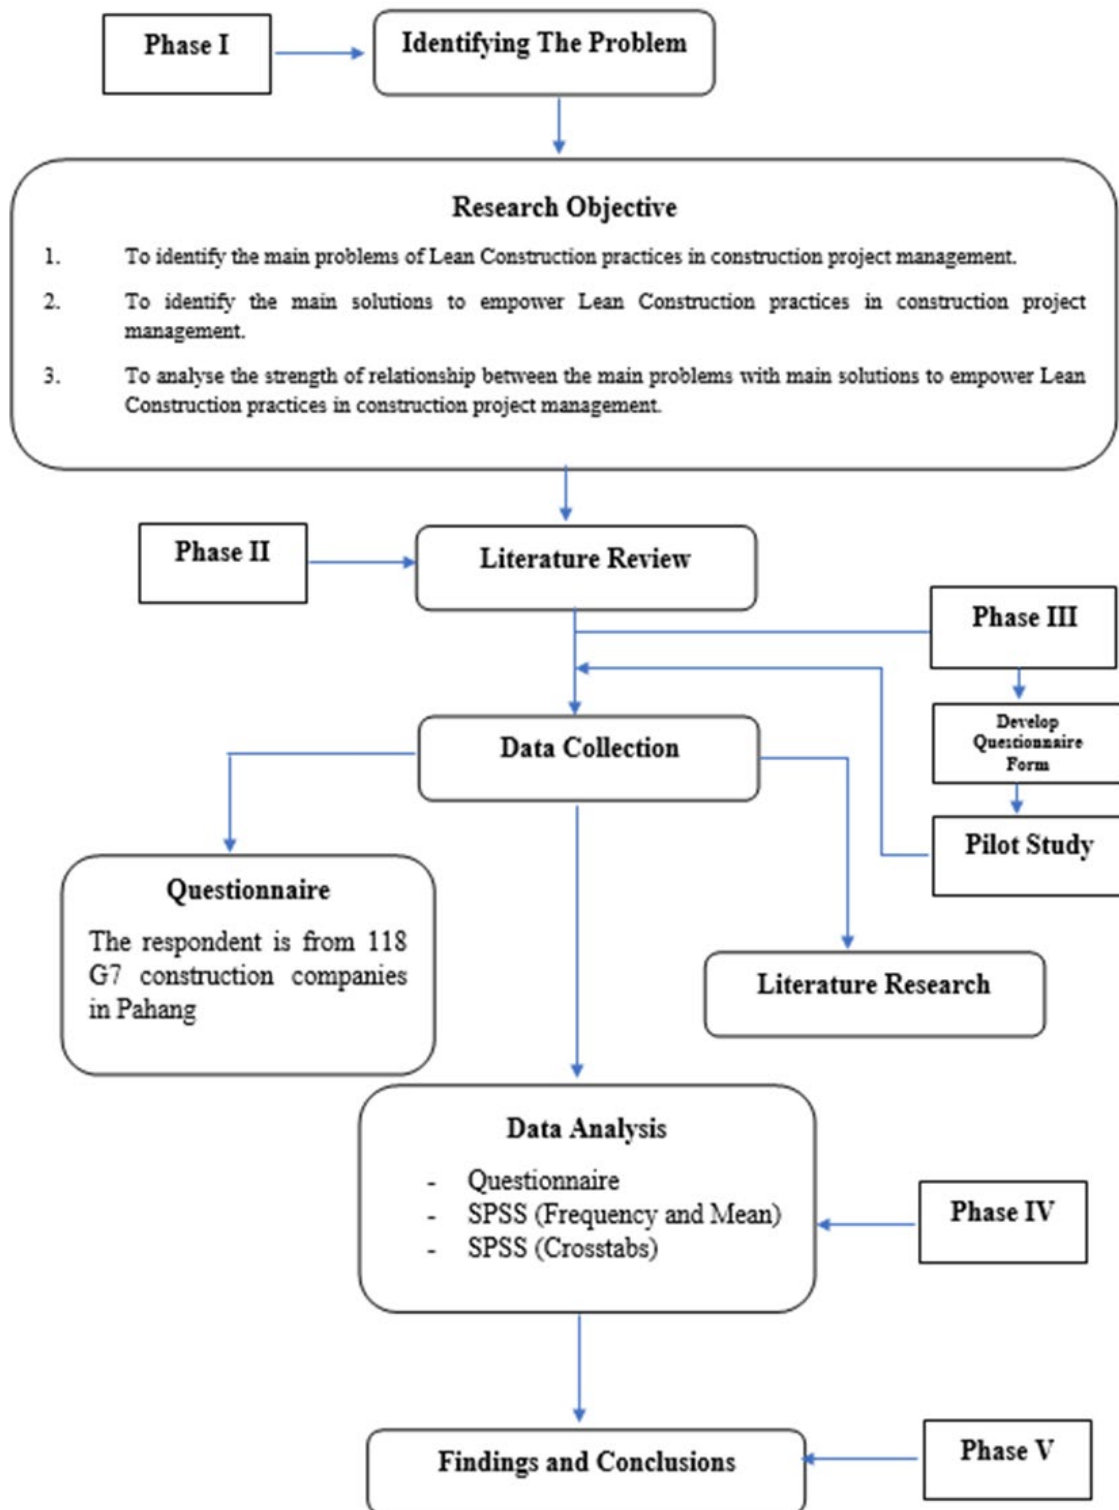 Phase I
Identifying The Problem
Research Objective
1. To identify the main problems of Lean Construction practices in construction project management.
2. To identify the main solutions to empower Lean Construction practices in construction project
management.
3. To analyse the strength of relationship between the main problems with main solutions to empower Lean
Construction practices in construction project management.
Phase II
Literature Review
Phase III
Develop
Questionnaire
Form
Pilot Study
Data Collection
Questionnaire
The respondent is from 118
G7 construction companies
in Pahang
Literature Research
Data Analysis
- Questionnaire
- SPSS (Frequency and Mean)
- SPSS (Crosstabs)
Phase IV
Findings and Conclusions
Phase V